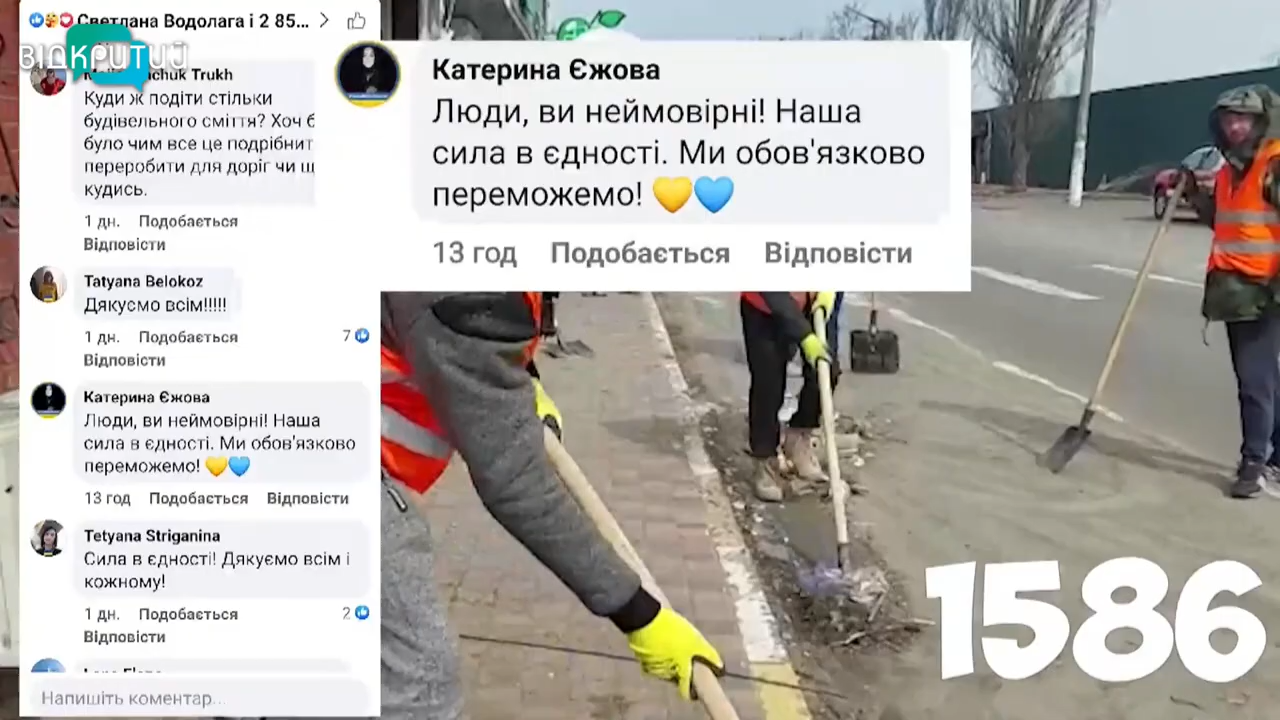 Светлана Водолага і 2 85...
ВІДКРИТИЙ
Trukh
Куди ж подіти стільки
будівельного сміття? Хоч б
було чим все це подрібнит
переробити для доріг чи щ
кудись.
1 дн. Подобається
Відповісти
Tatyana Belokoz
Дякуємо всім!!!!!
1 дн. Подобається 7
Відповісти
Катерина Єжова
Люди, ви неймовірні! Наша
сила в єдності. Ми обов'язково
переможемо! 💛💙
13 год Подобається Відповісти
Tetyana Striganina
Сила в єдності! Дякуємо всім і
кожному!
1 дн. Подобається 2
Відповісти
Напишіть коментар...
Катерина Єжова
Люди, ви неймовірні! Наша
сила в єдності. Ми обов'язково
переможемо! 💛💙
13 год Подобається Відповісти
1586